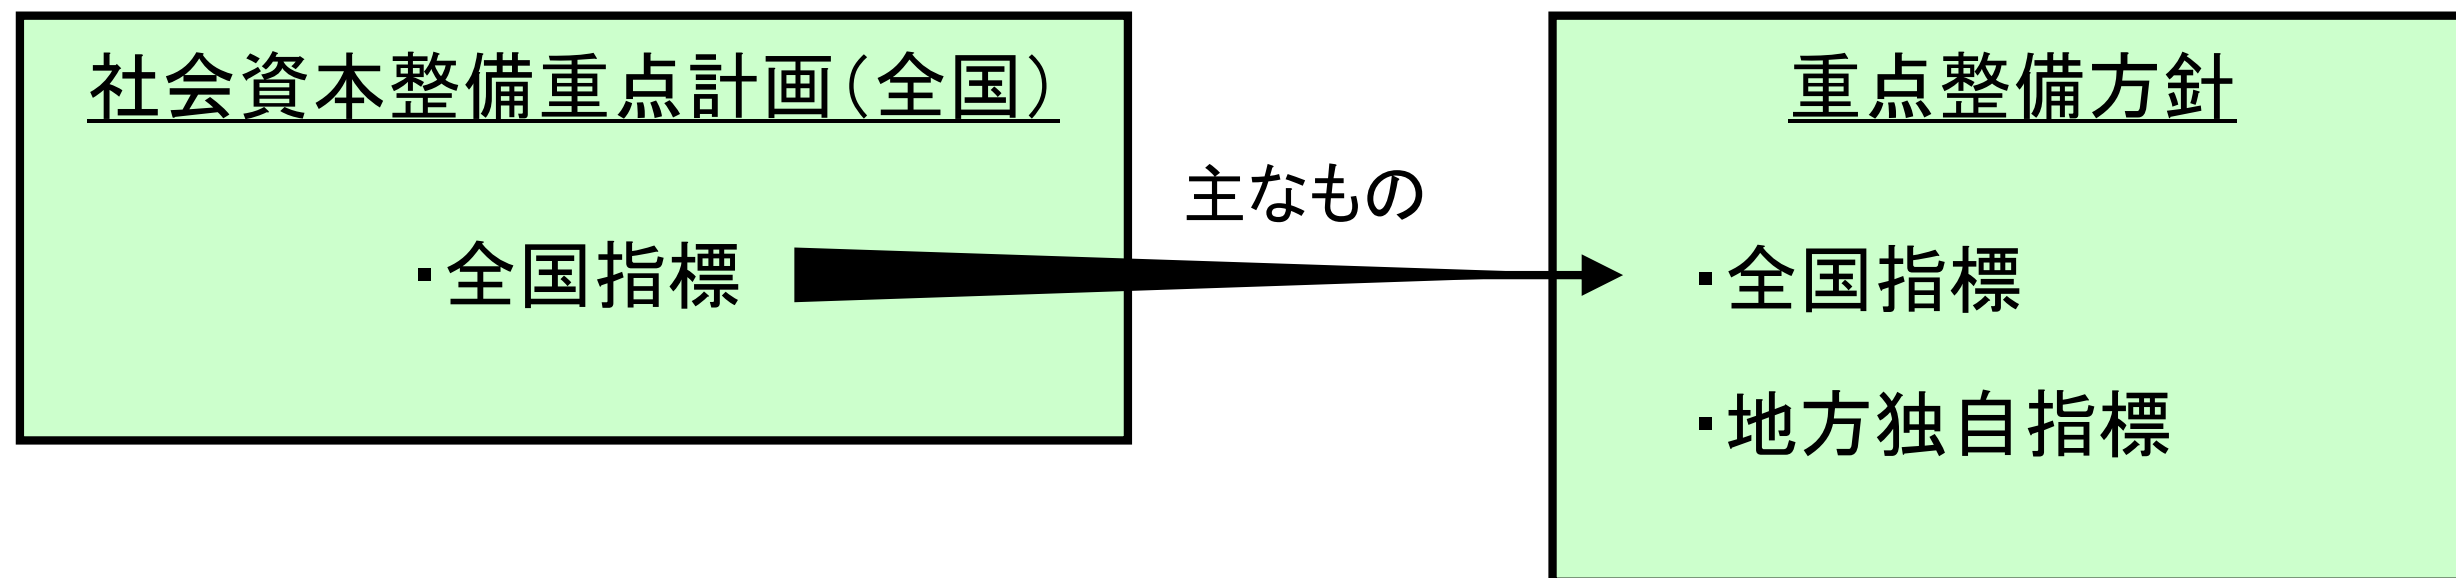 社会資本整備重点計画（全国）
・全国指標
主なもの
重点整備方針
・全国指標
・地方独自指標